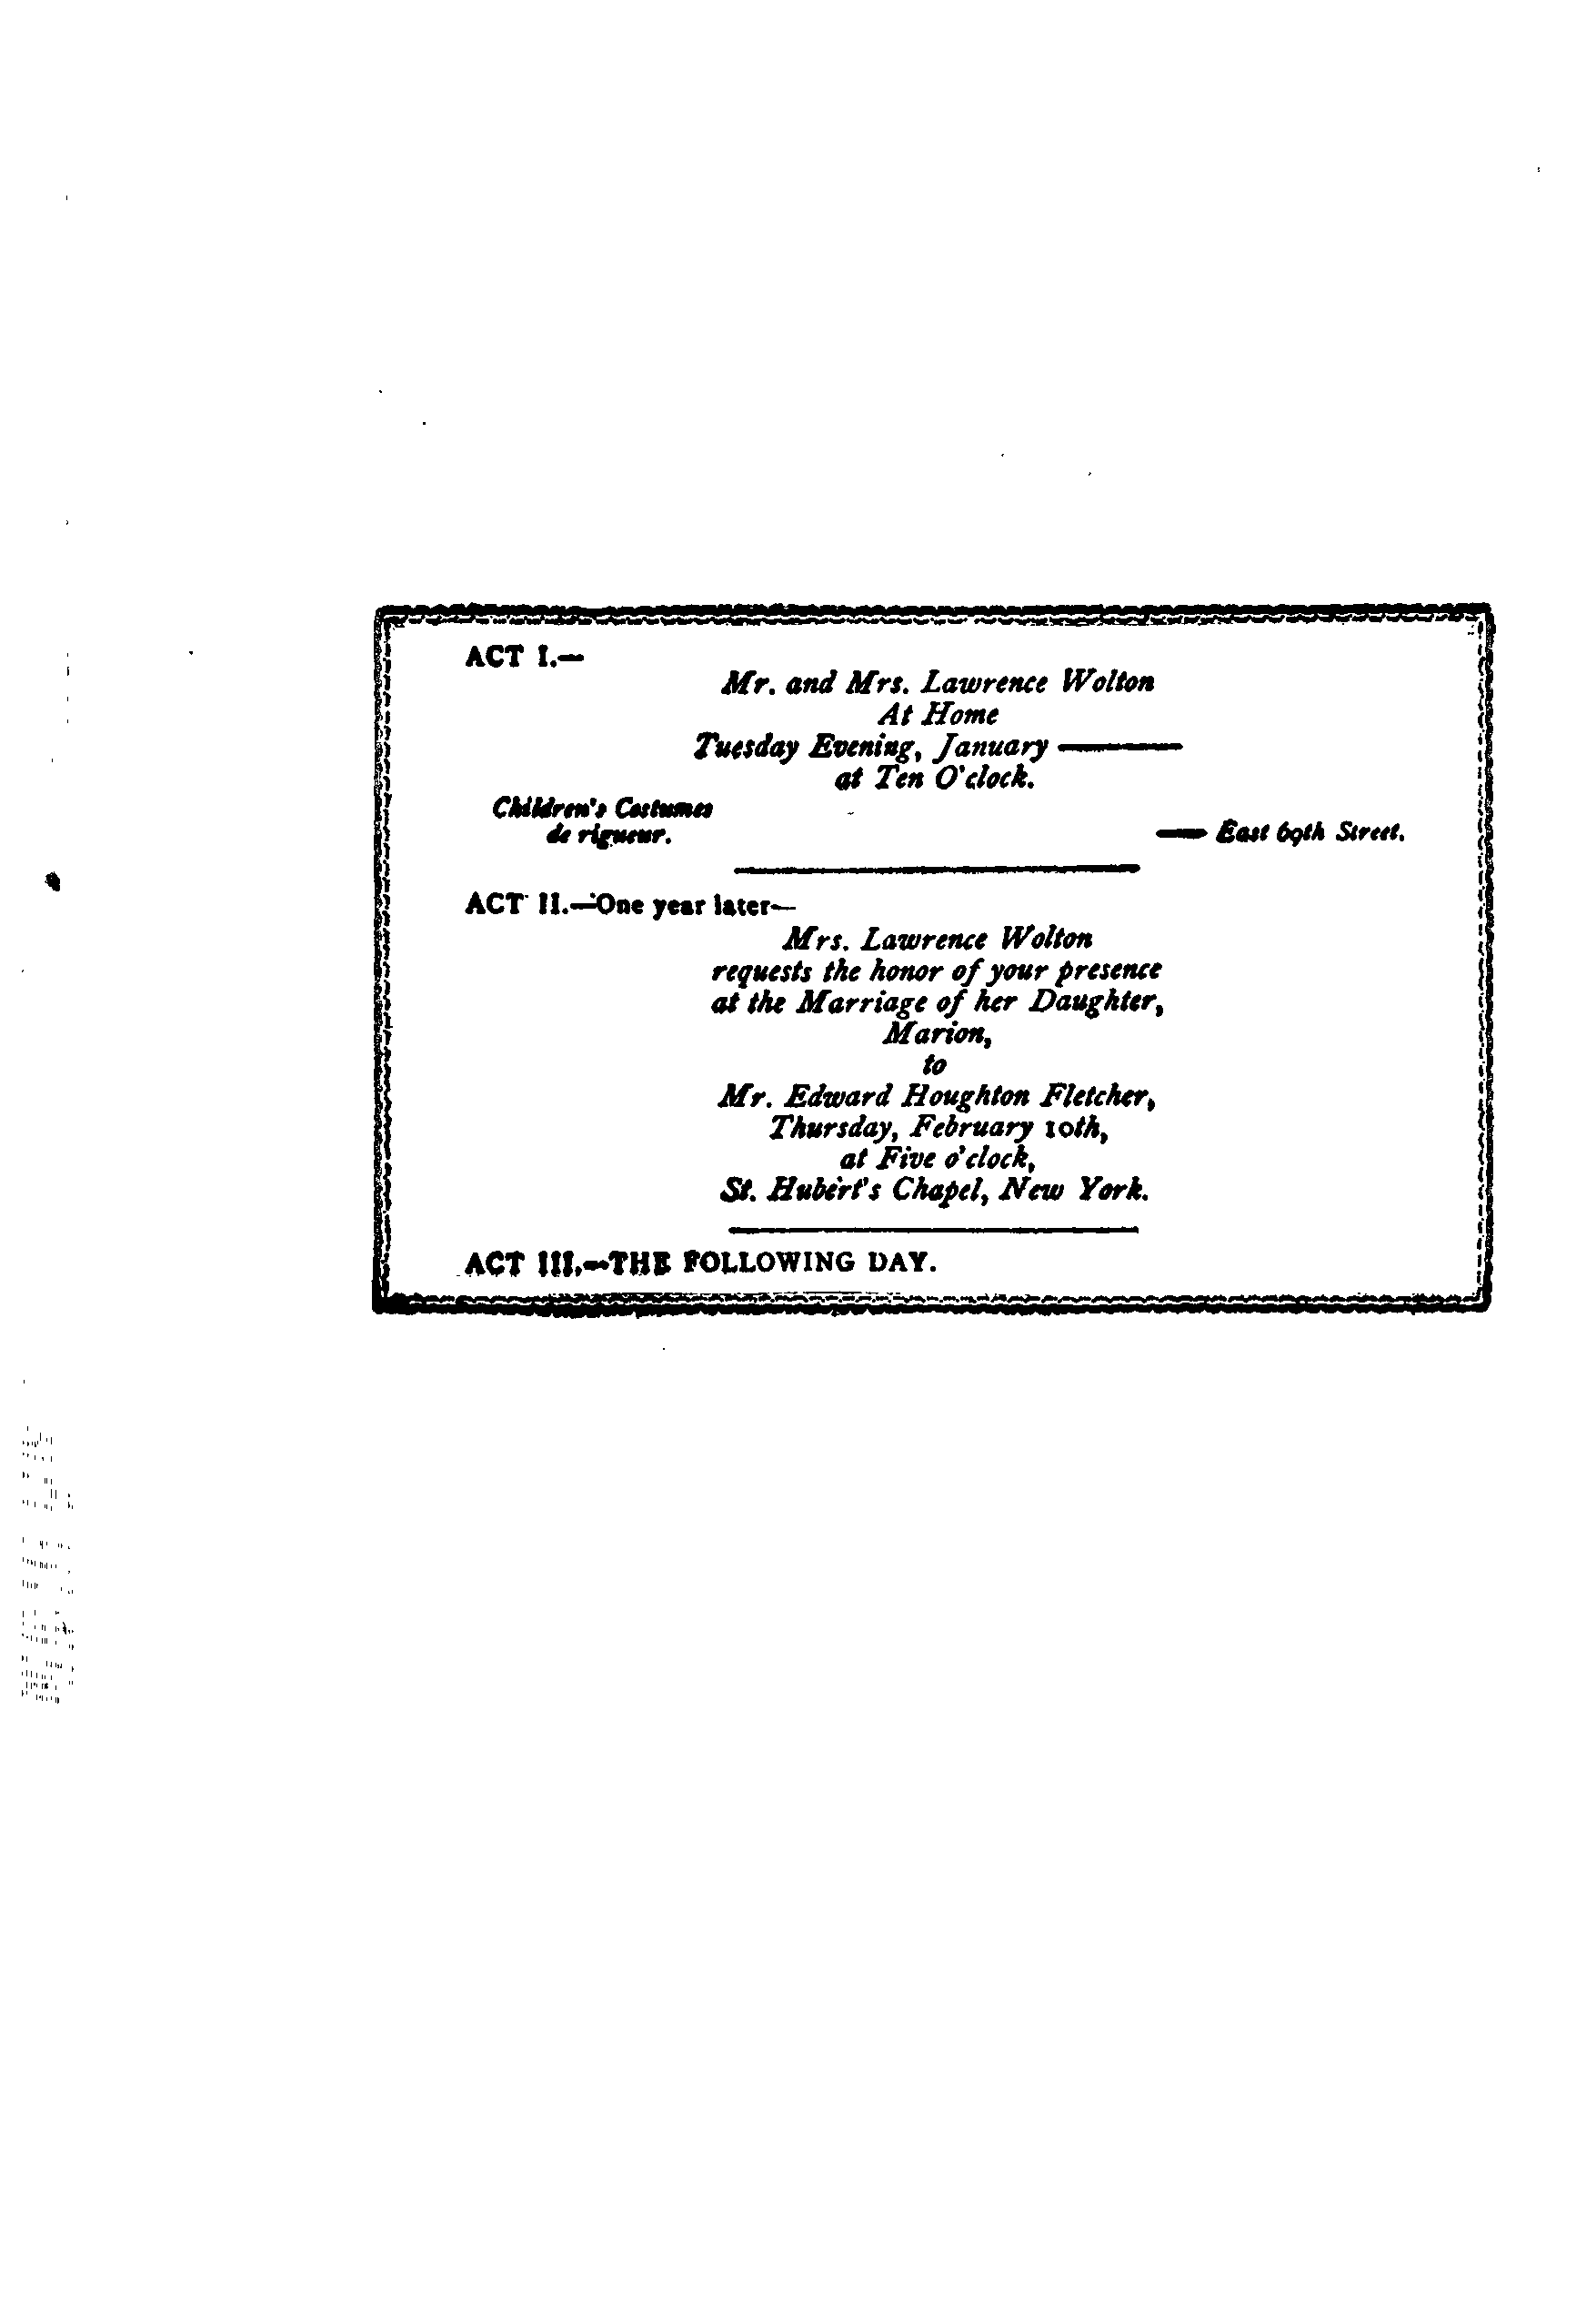 ACT I.—
Mr. and Mrs. Lawrence Wolton
At Home
Tuesday Evening, January ———
at Ten O'clock.
Children's Costumes
de rigueur.
— East 69th Street.
ACT II.—One year later—
Mrs. Lawrence Wolton
requests the honor of your presence
at the Marriage of her Daughter,
Marion,
to
Mr. Edward Houghton Fletcher,
Thursday, February 10th,
at Five o'clock,
St. Hubert's Chapel, New York.
ACT III.—THE FOLLOWING DAY.